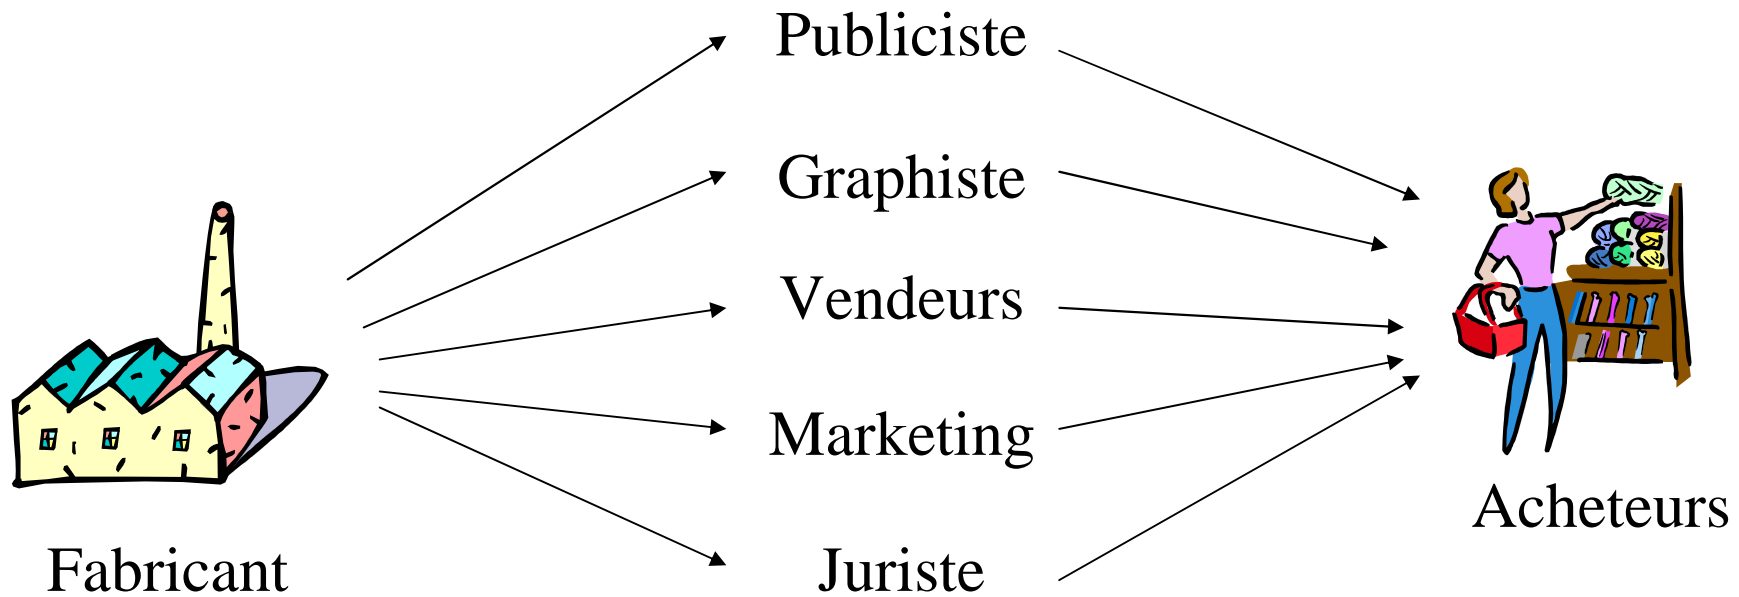 Publiciste
Graphiste
Vendeurs
Marketing
Juriste
Fabricant
Acheteurs